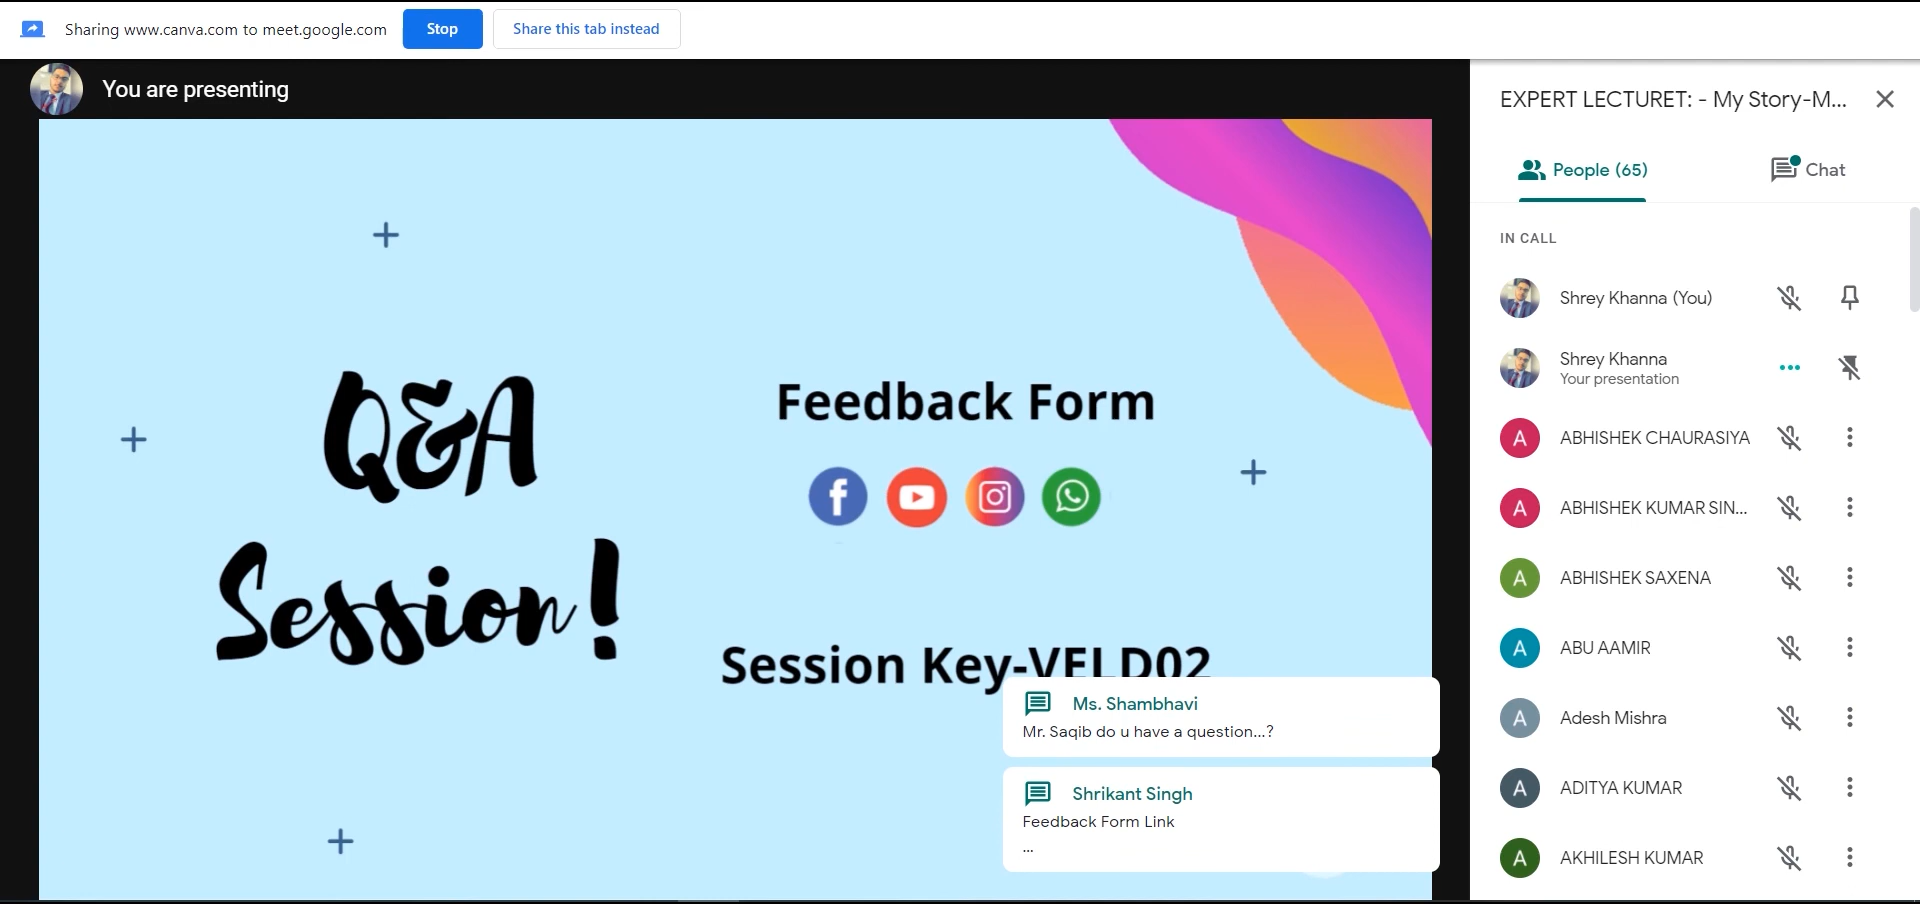 Sharing www.canva.com to meet.google.com
Stop
Share this tab instead
You are presenting
Q&A
Session!
Feedback Form
Session Key-VELD02
Ms. Shambhavi
Mr. Saqib do u have a question...?
Shrikant Singh
Feedback Form Link
...
EXPERT LECTURET: - My Story-M...
People (65)
Chat
IN CALL
Shrey Khanna (You)
Shrey Khanna
Your presentation
A ABHISHEK CHAURASIYA
A ABHISHEK KUMAR SIN...
A ABHISHEK SAXENA
A ABU AAMIR
A Adesh Mishra
A ADITYA KUMAR
A AKHILESH KUMAR